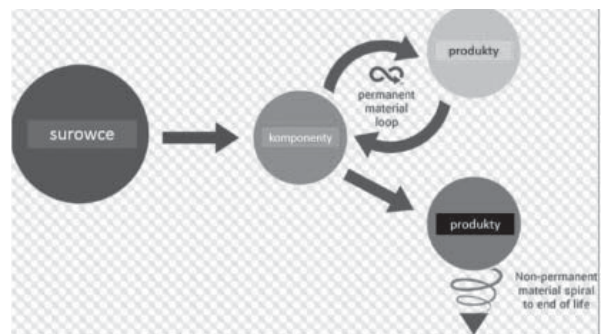 produkty
permanent
material
loop
surowce
komponenty
produkty
Non-permanent
material spiral
to end of life